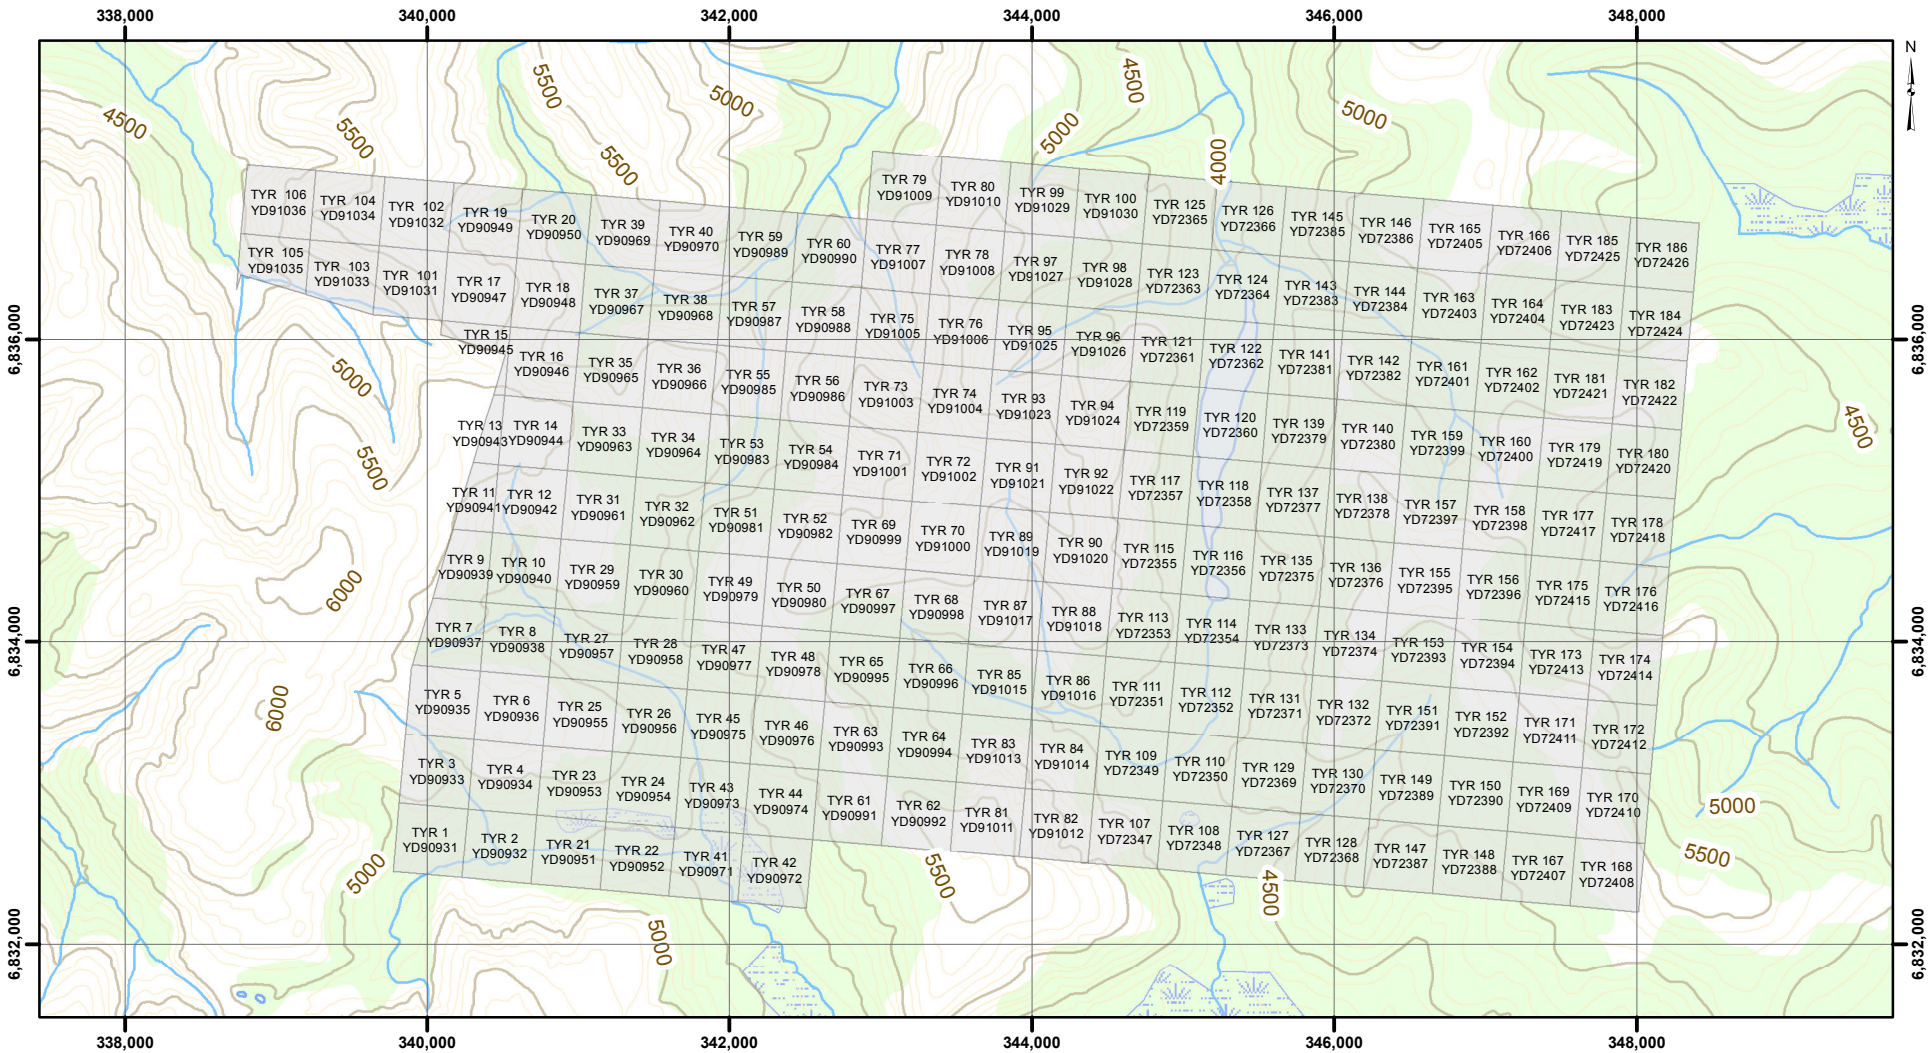 338,000
340,000
342,000
344,000
346,000
348,000
N
6,836,000
6,834,000
6,832,000
6,836,000
6,834,000
6,832,000
4500
5500
5500
5500
5000
5000
4500
4000
5000
5000
5500
6000
6000
5000
5000
5500
4500
4500
5000
5500
TYR 106
YD91036
TYR 104
YD91034
TYR 102
YD91032
TYR 19
YD90949
TYR 20
YD90950
TYR 39
YD90969
TYR 40
YD90970
TYR 59
YD90989
TYR 60
YD90990
TYR 79
YD91009
TYR 80
YD91010
TYR 99
YD91029
TYR 100
YD91030
TYR 125
YD72365
TYR 126
YD72366
TYR 145
YD72385
TYR 146
YD72386
TYR 165
YD72405
TYR 166
YD72406
TYR 185
YD72425
TYR 186
YD72426
TYR 105
YD91035
TYR 103
YD91033
TYR 101
YD91031
TYR 17
YD90947
TYR 18
YD90948
TYR 37
YD90967
TYR 38
YD90968
TYR 57
YD90987
TYR 58
YD90988
TYR 77
YD91007
TYR 78
YD91008
TYR 97
YD91027
TYR 98
YD91028
TYR 123
YD72363
TYR 124
YD72364
TYR 143
YD72383
TYR 144
YD72384
TYR 163
YD72403
TYR 164
YD72404
TYR 183
YD72423
TYR 184
YD72424
TYR 15
YD90945
TYR 16
YD90946
TYR 35
YD90965
TYR 36
YD90966
TYR 55
YD90985
TYR 56
YD90986
TYR 75
YD91005
TYR 76
YD91006
TYR 95
YD91025
TYR 96
YD91026
TYR 121
YD72361
TYR 122
YD72362
TYR 141
YD72381
TYR 142
YD72382
TYR 161
YD72401
TYR 162
YD72402
TYR 181
YD72421
TYR 182
YD72422
TYR 13
YD90943
TYR 14
YD90944
TYR 33
YD90963
TYR 34
YD90964
TYR 53
YD90983
TYR 54
YD90984
TYR 73
YD91003
TYR 74
YD91004
TYR 93
YD91023
TYR 94
YD91024
TYR 119
YD72359
TYR 120
YD72360
TYR 139
YD72379
TYR 140
YD72380
TYR 159
YD72399
TYR 160
YD72400
TYR 179
YD72419
TYR 180
YD72420
TYR 11
YD90941
TYR 12
YD90942
TYR 31
YD90961
TYR 32
YD90962
TYR 51
YD90981
TYR 52
YD90982
TYR 71
YD91001
TYR 72
YD91002
TYR 91
YD91021
TYR 92
YD91022
TYR 117
YD72357
TYR 118
YD72358
TYR 137
YD72377
TYR 138
YD72378
TYR 157
YD72397
TYR 158
YD72398
TYR 177
YD72417
TYR 178
YD72418
TYR 9
YD90939
TYR 10
YD90940
TYR 29
YD90959
TYR 30
YD90960
TYR 49
YD90979
TYR 50
YD90980
TYR 69
YD90999
TYR 70
YD91000
TYR 89
YD91019
TYR 90
YD91020
TYR 115
YD72355
TYR 116
YD72356
TYR 135
YD72375
TYR 136
YD72376
TYR 155
YD72395
TYR 156
YD72396
TYR 175
YD72415
TYR 176
YD72416
TYR 7
YD90937
TYR 8
YD90938
TYR 27
YD90957
TYR 28
YD90958
TYR 47
YD90977
TYR 48
YD90978
TYR 67
YD90997
TYR 68
YD90998
TYR 87
YD91017
TYR 88
YD91018
TYR 113
YD72353
TYR 114
YD72354
TYR 133
YD72373
TYR 134
YD72374
TYR 153
YD72393
TYR 154
YD72394
TYR 173
YD72413
TYR 174
YD72414
TYR 5
YD90935
TYR 6
YD90936
TYR 25
YD90955
TYR 26
YD90956
TYR 45
YD90975
TYR 46
YD90976
TYR 65
YD90995
TYR 66
YD90996
TYR 85
YD91015
TYR 86
YD91016
TYR 111
YD72351
TYR 112
YD72352
TYR 131
YD72371
TYR 132
YD72372
TYR 151
YD72391
TYR 152
YD72392
TYR 171
YD72411
TYR 172
YD72412
TYR 3
YD90933
TYR 4
YD90934
TYR 23
YD90953
TYR 24
YD90954
TYR 43
YD90973
TYR 44
YD90974
TYR 63
YD90993
TYR 64
YD90994
TYR 83
YD91013
TYR 84
YD91014
TYR 109
YD72349
TYR 110
YD72350
TYR 129
YD72369
TYR 130
YD72370
TYR 149
YD72389
TYR 150
YD72390
TYR 169
YD72409
TYR 170
YD72410
TYR 1
YD90931
TYR 2
YD90932
TYR 21
YD90951
TYR 22
YD90952
TYR 41
YD90971
TYR 42
YD90972
TYR 61
YD90991
TYR 62
YD90992
TYR 81
YD91011
TYR 82
YD91012
TYR 107
YD72347
TYR 108
YD72348
TYR 127
YD72367
TYR 128
YD72368
TYR 147
YD72387
TYR 148
YD72388
TYR 167
YD72407
TYR 168
YD72408
338,000
340,000
342,000
344,000
346,000
348,000